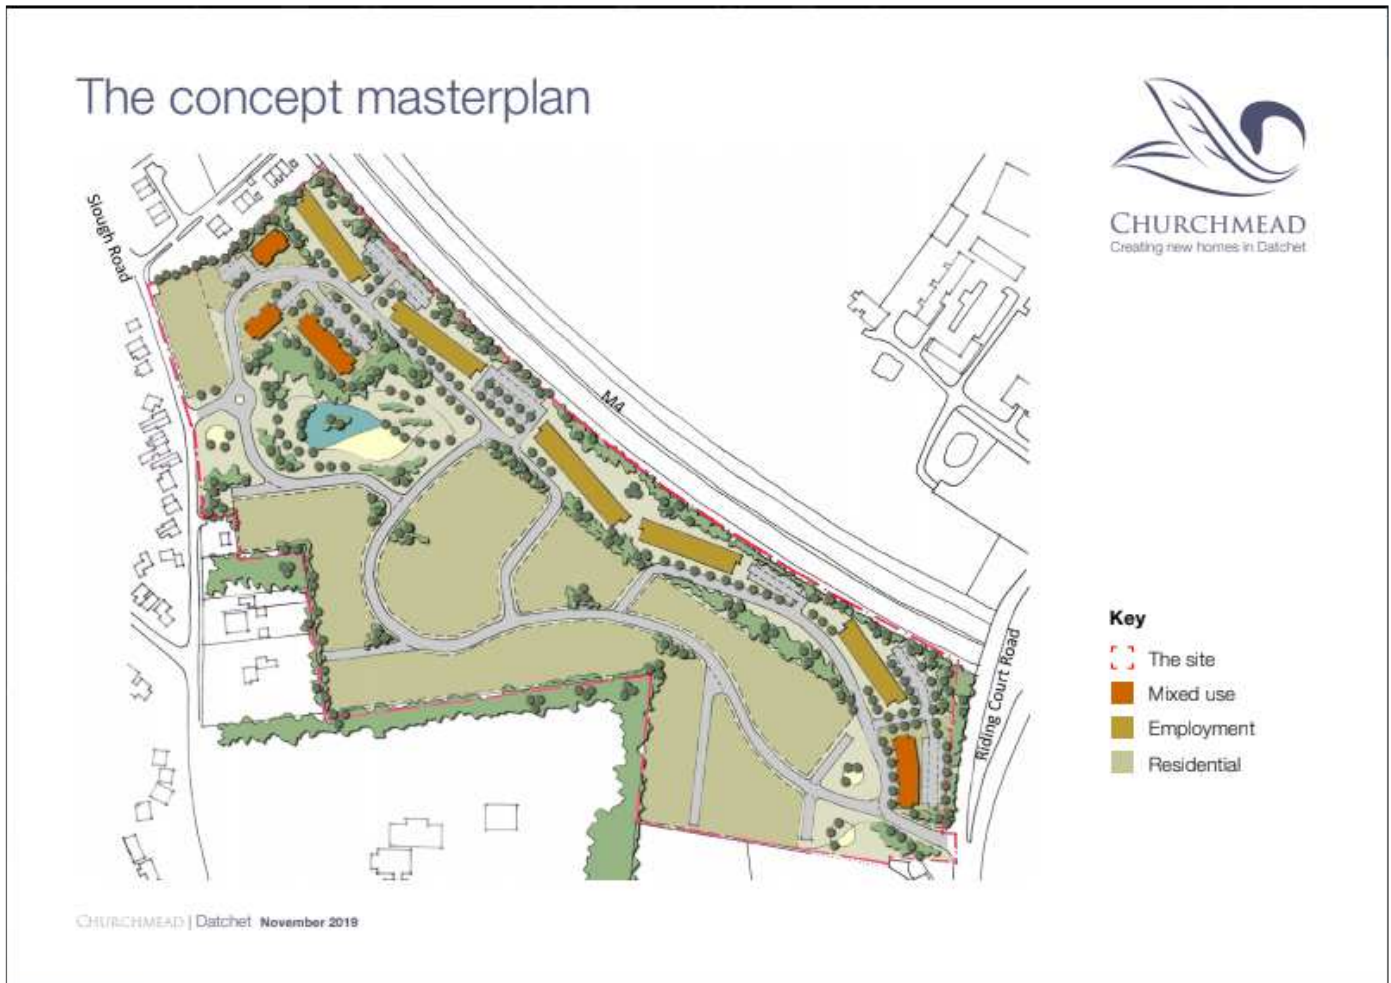 The concept masterplan
CHURCHMEAD
Creating new homes in Datchet
Slough Road
M4
Riding Court Road
Key
The site
Mixed use
Employment
Residential
CHURCHMEAD | Datchet November 2019